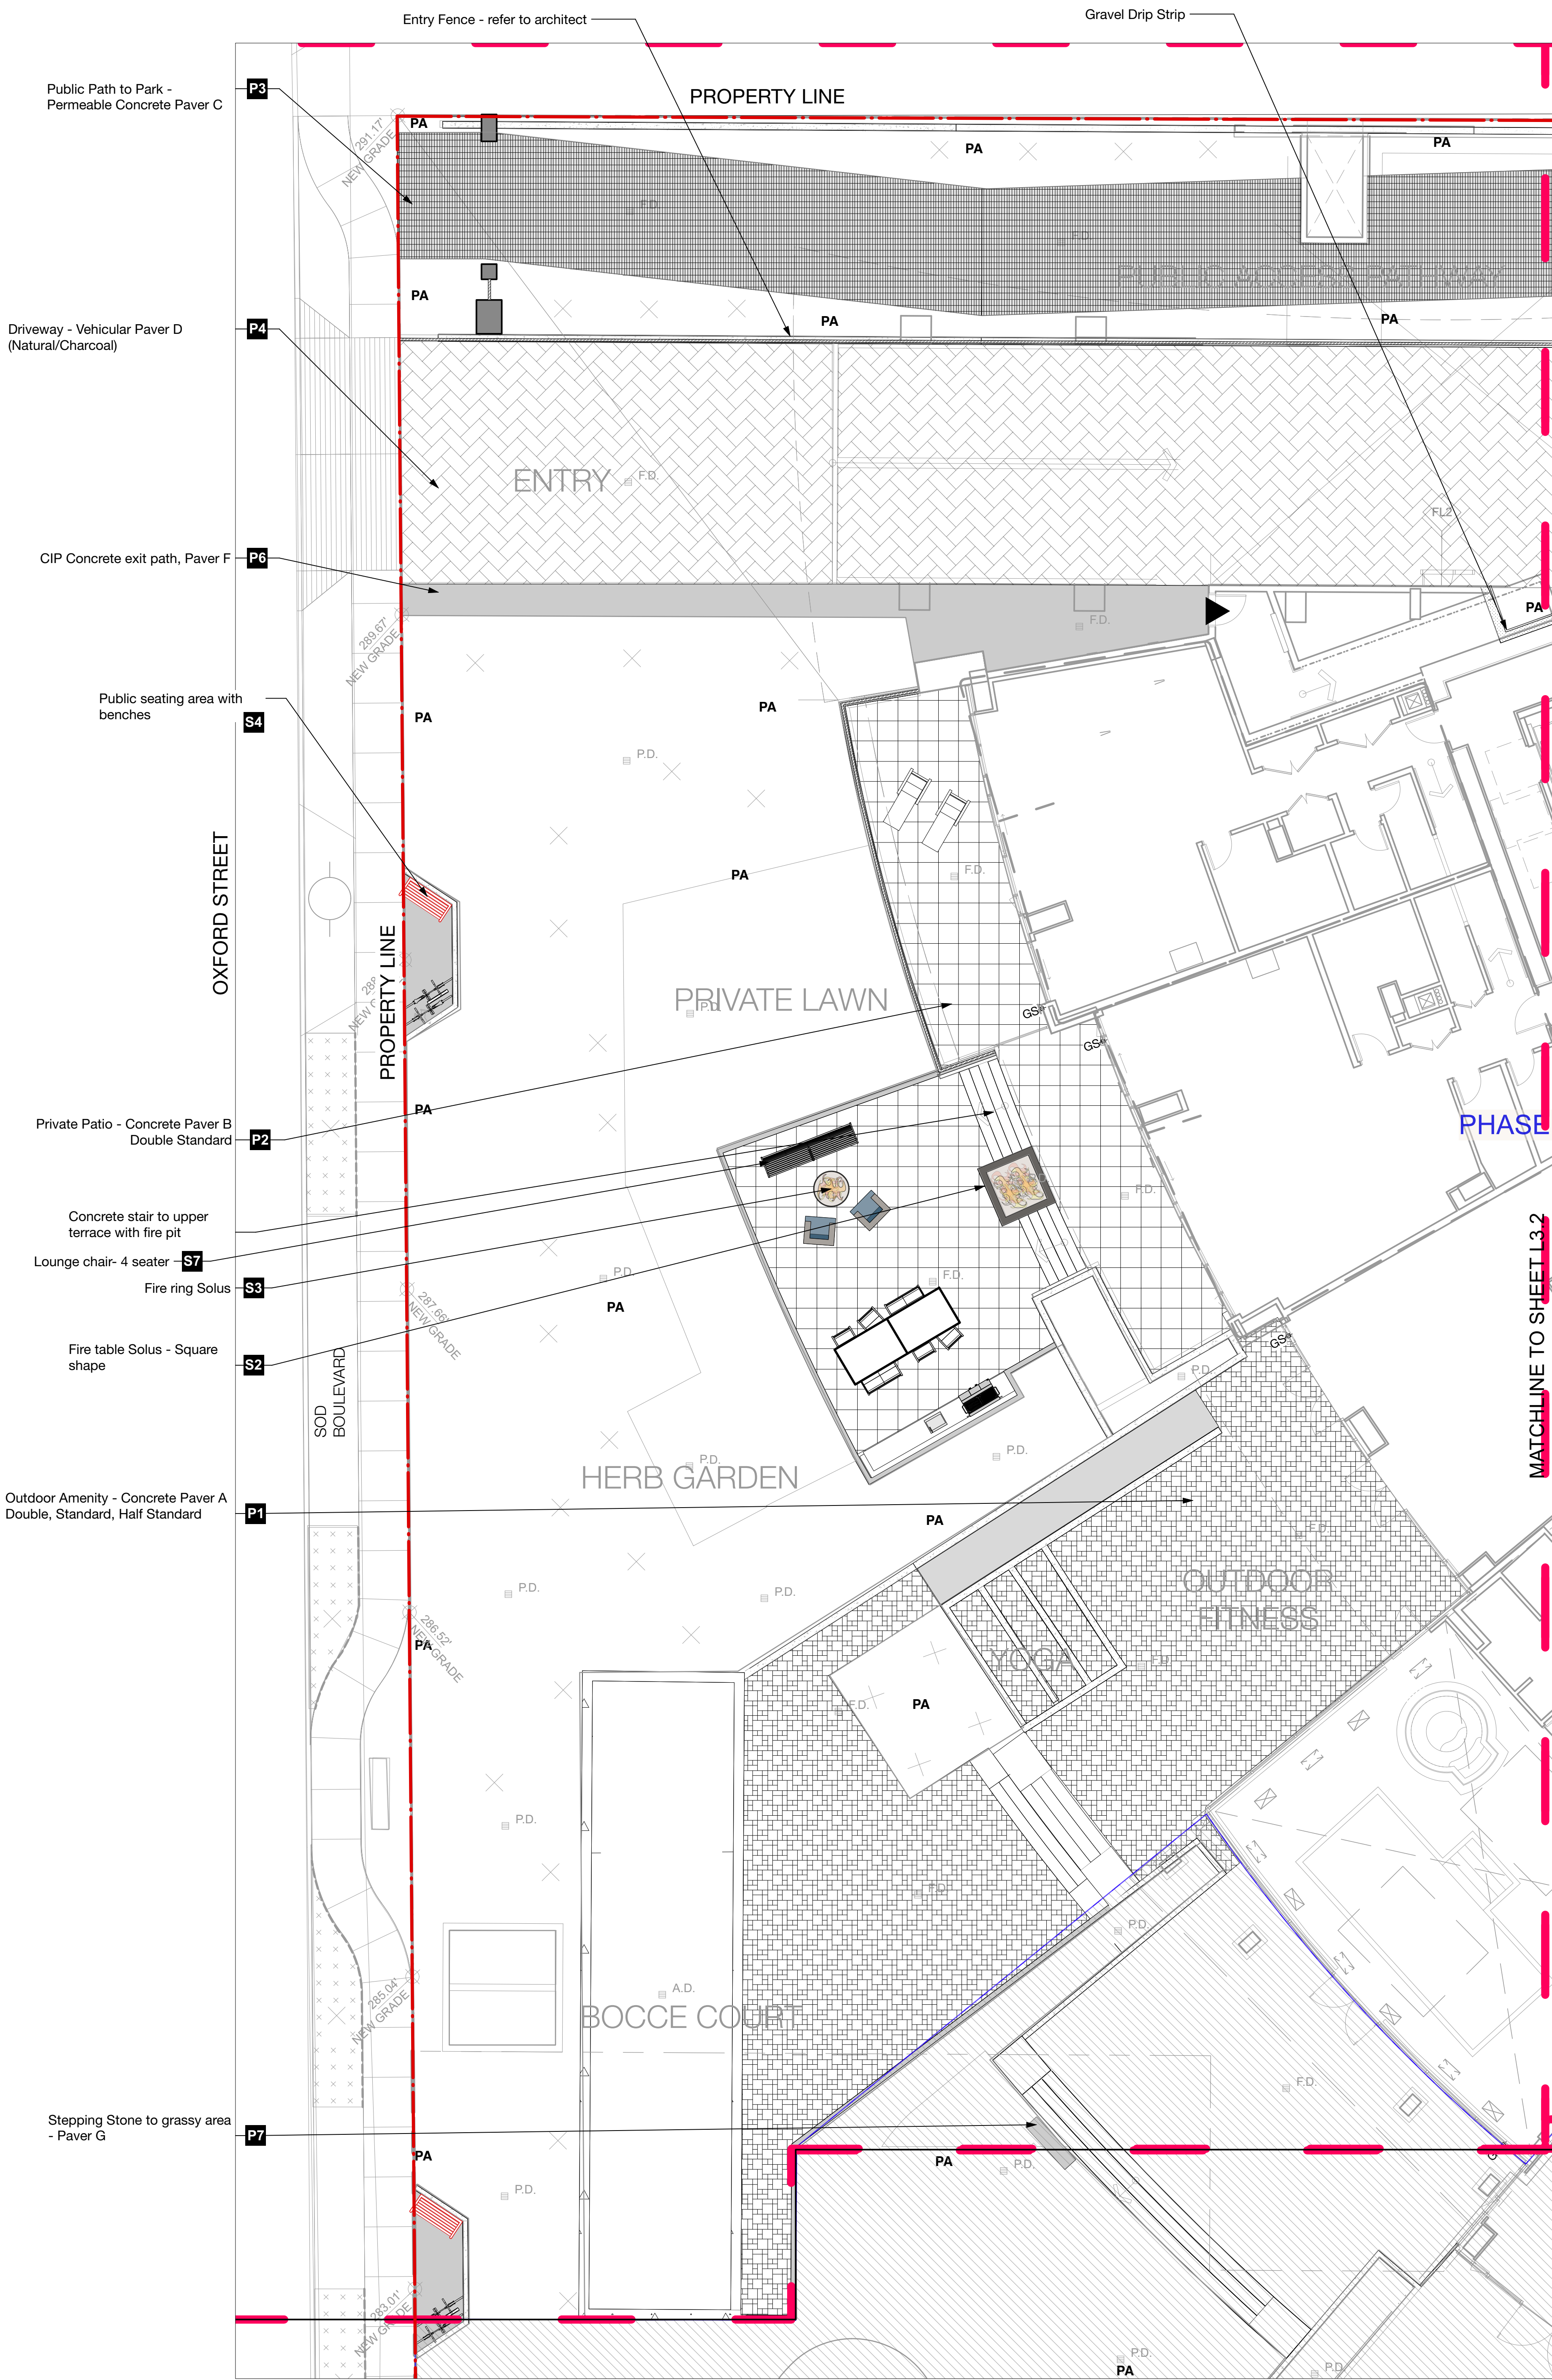 Entry Fence - refer to architect
Gravel Drip Strip
Public Path to Park -
Permeable Concrete Paver C
P3
PROPERTY LINE
291.17'
NEW GRADE
PA
PA
PA
F.D.
F.D.
PUBLIC ACCESS PATHWAY
PA
PA
PA
Driveway - Vehicular Paver D
(Natural/Charcoal)
P4
ENTRY
F.D.
FL2
CIP Concrete exit path, Paver F
P6
PA
F.D.
289.67'
NEW GRADE
Public seating area with
benches
S4
PA
PA
P.D.
F.D.
PA
OXFORD STREET
PROPERTY LINE
PRIVATE LAWN
P.D.
GS
GS
PA
Private Patio - Concrete Paver B
Double Standard
P2
PHASE
F.D.
Concrete stair to upper
terrace with fire pit
Lounge chair- 4 seater
S7
Fire ring Solus
S3
P.D.
F.D.
287.66'
NEW GRADE
PA
Fire table Solus - Square
shape
S2
GS
P.D.
SOD
BOULEVARD
MATCHLINE TO SHEET L3.2
P.D.
P.D.
HERB GARDEN
Outdoor Amenity - Concrete Paver A
Double, Standard, Half Standard
P1
PA
F.D.
P.D.
P.D.
OUTDOOR
FITNESS
286.52'
NEW GRADE
PA
YOGA
F.D.
PA
F.D.
P.D.
F.D.
P.D.
285.04'
NEW GRADE
A.D.
BOCCE COURT
F.D.
Stepping Stone to grassy area
- Paver G
P7
PA
PA
P.D.
P.D.
283.01'
NEW GRADE
P.D.
PA
P.D.